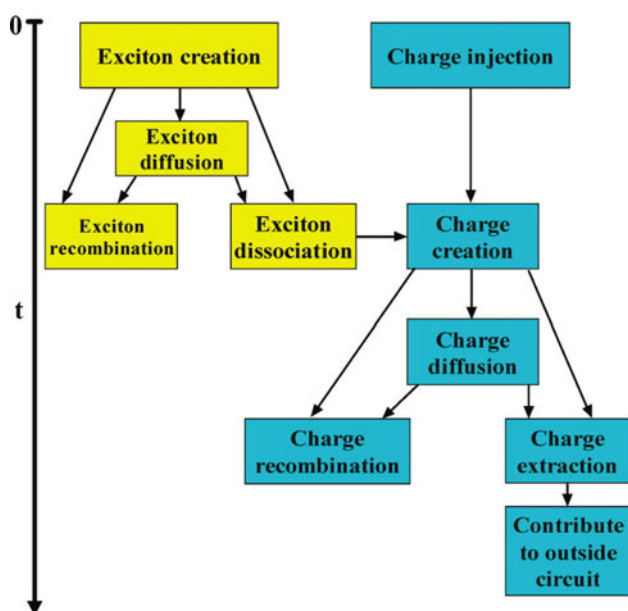 0
Exciton creation
Charge injection
Exciton
diffusion
Exciton
recombination
Exciton
dissociation
Charge
creation
t
Charge
diffusion
Charge
recombination
Charge
extraction
Contribute
to outside
circuit